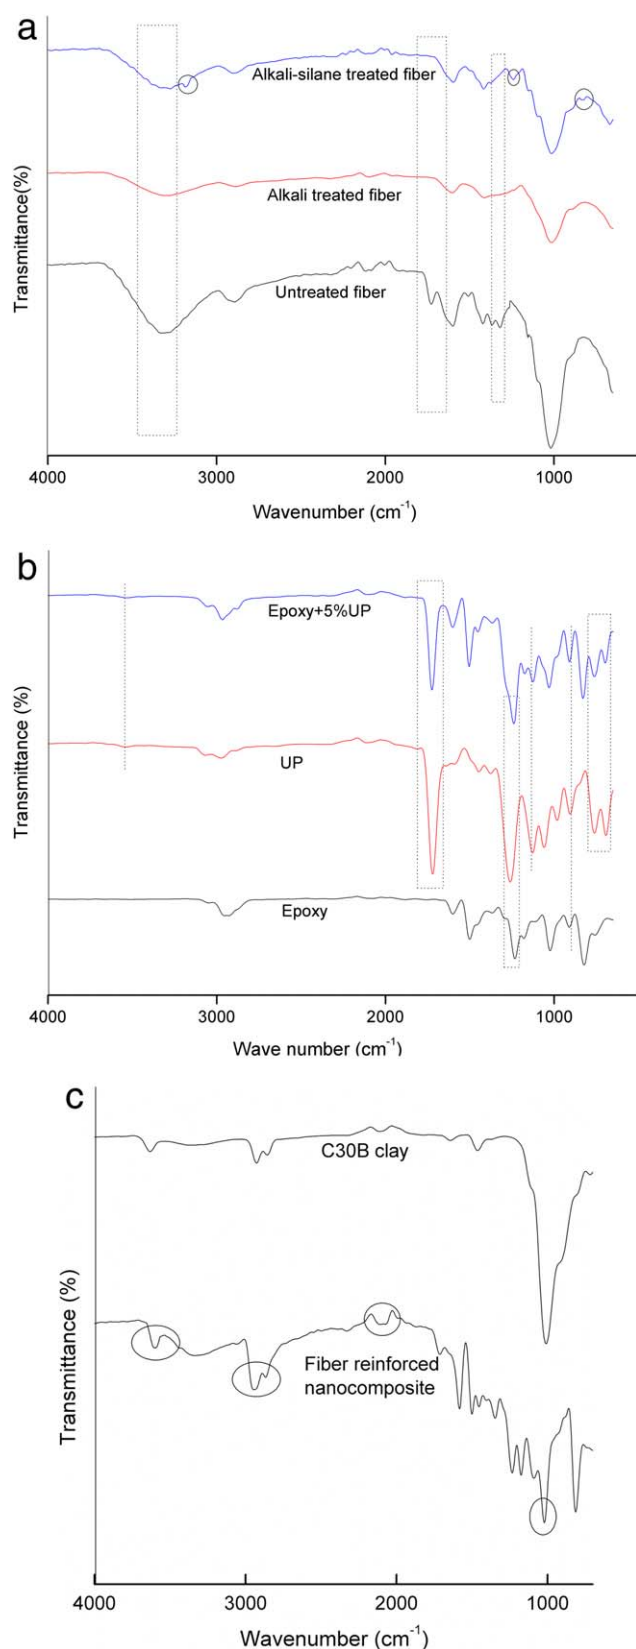 a
Alkali-silane treated fiber
Alkali treated fiber
Untreated fiber
Transmittance(%)
4000 3000 2000 1000
Wavenumber (cm⁻¹)
b
Epoxy+5%UP
UP
Epoxy
Transmittance (%)
4000 3000 2000 1000
Wave number (cm⁻¹)
c
C30B clay
Fiber reinforced
nanocomposite
Transmittance (%)
4000 3000 2000 1000
Wavenumber (cm⁻¹)